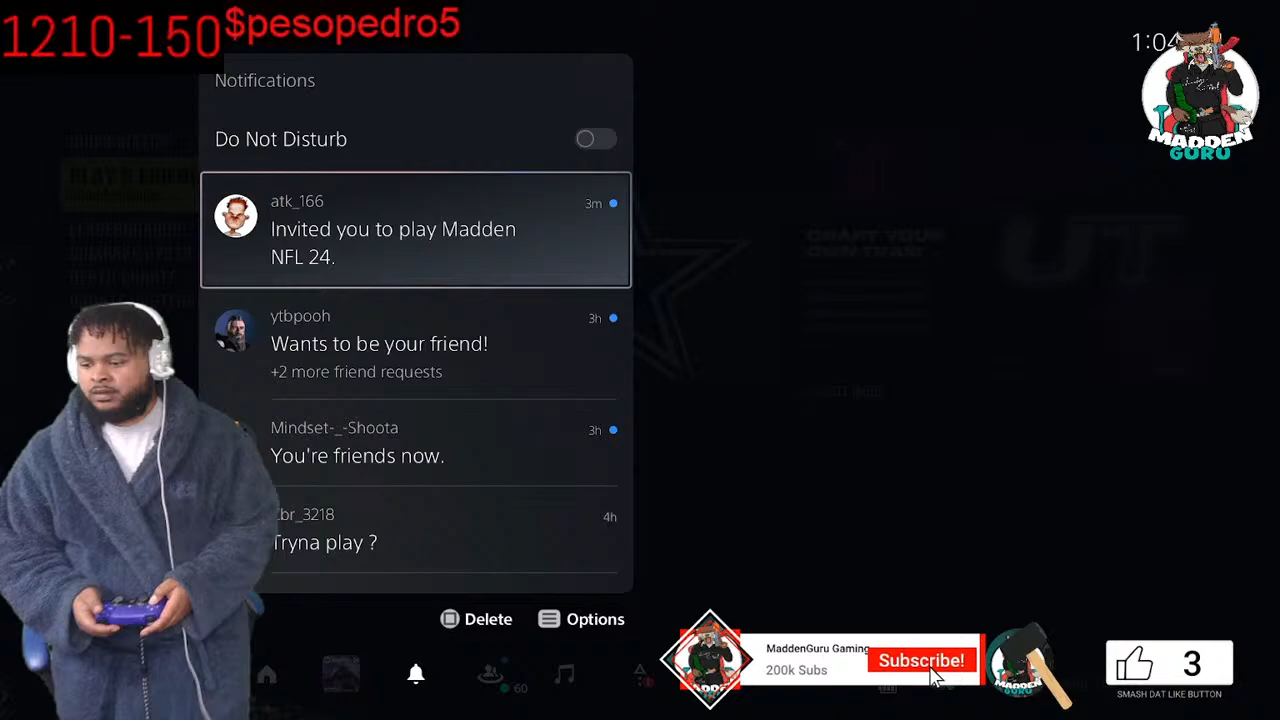 1210-150
$pesopedro5
1:04
MADDEN
GURU
Notifications
Do Not Disturb
atk_166
3m
Invited you to play Madden
NFL 24.
ytbpooh
3h
Wants to be your friend!
+2 more friend requests
Mindset-_-Shoota
3h
You're friends now.
br_3218
4h
Tryna play ?
Delete
Options
UT
60
MaddenGuru Gaming
200k Subs
Subscribe!
3
SMASH DAT LIKE BUTTON